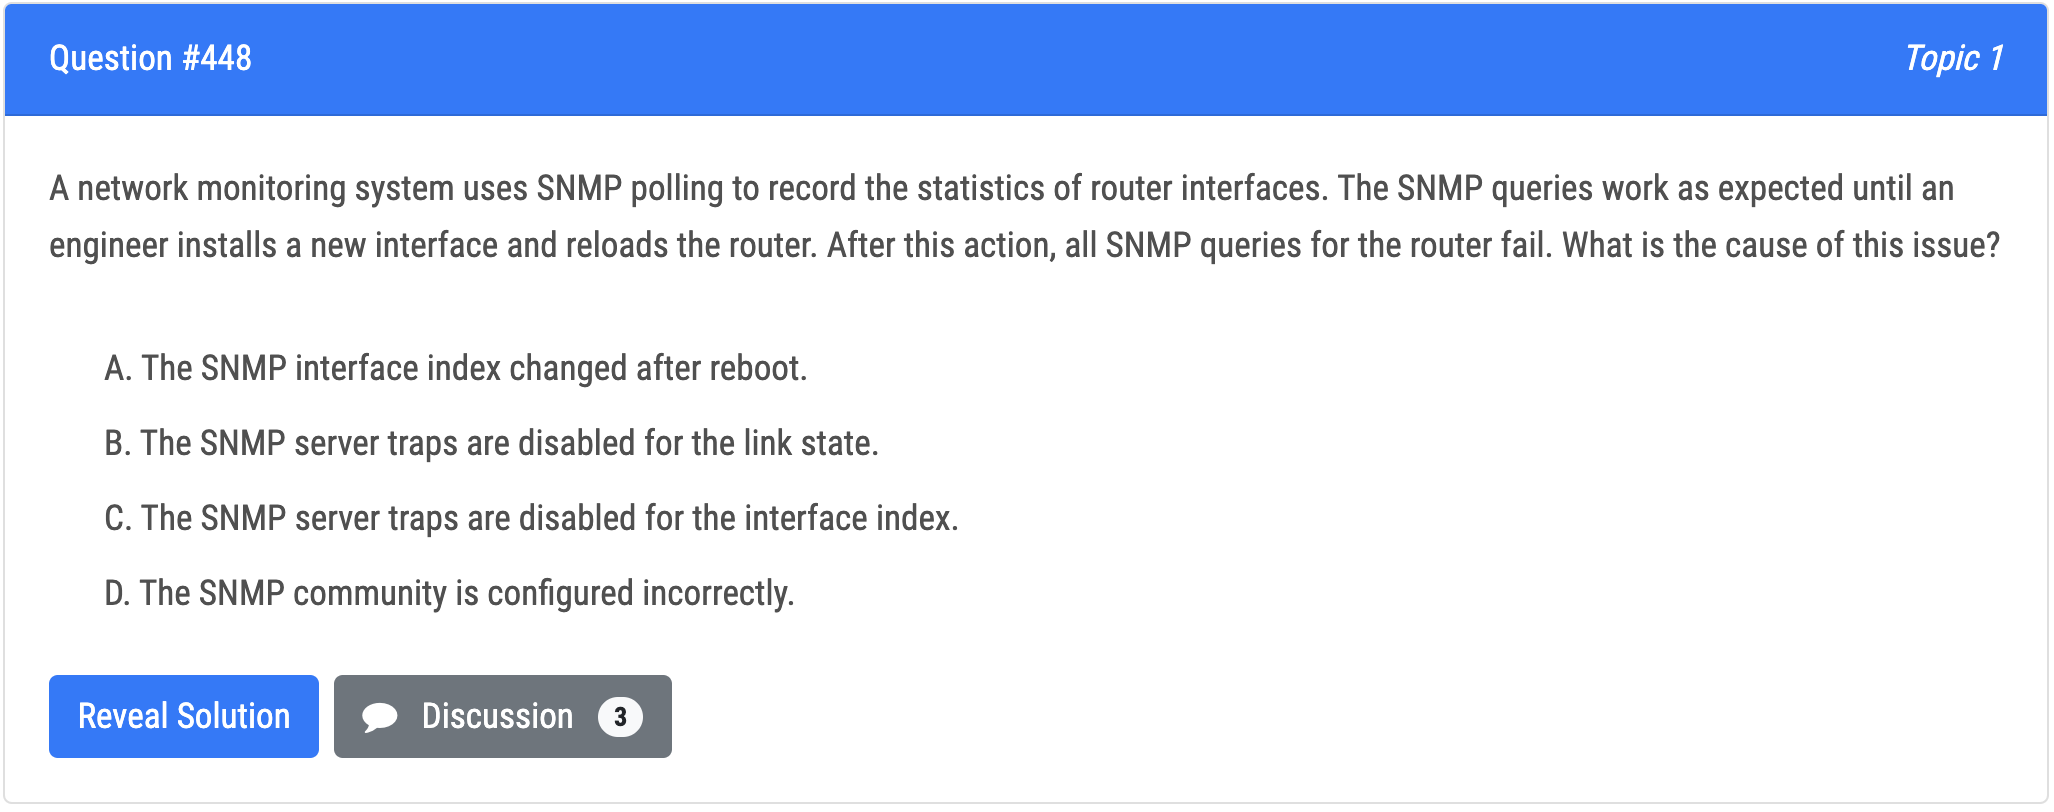 Question #448
Topic 1
A network monitoring system uses SNMP polling to record the statistics of router interfaces. The SNMP queries work as expected until an
engineer installs a new interface and reloads the router. After this action, all SNMP queries for the router fail. What is the cause of this issue?
A. The SNMP interface index changed after reboot.
B. The SNMP server traps are disabled for the link state.
C. The SNMP server traps are disabled for the interface index.
D. The SNMP community is configured incorrectly.
Reveal Solution
Discussion 3